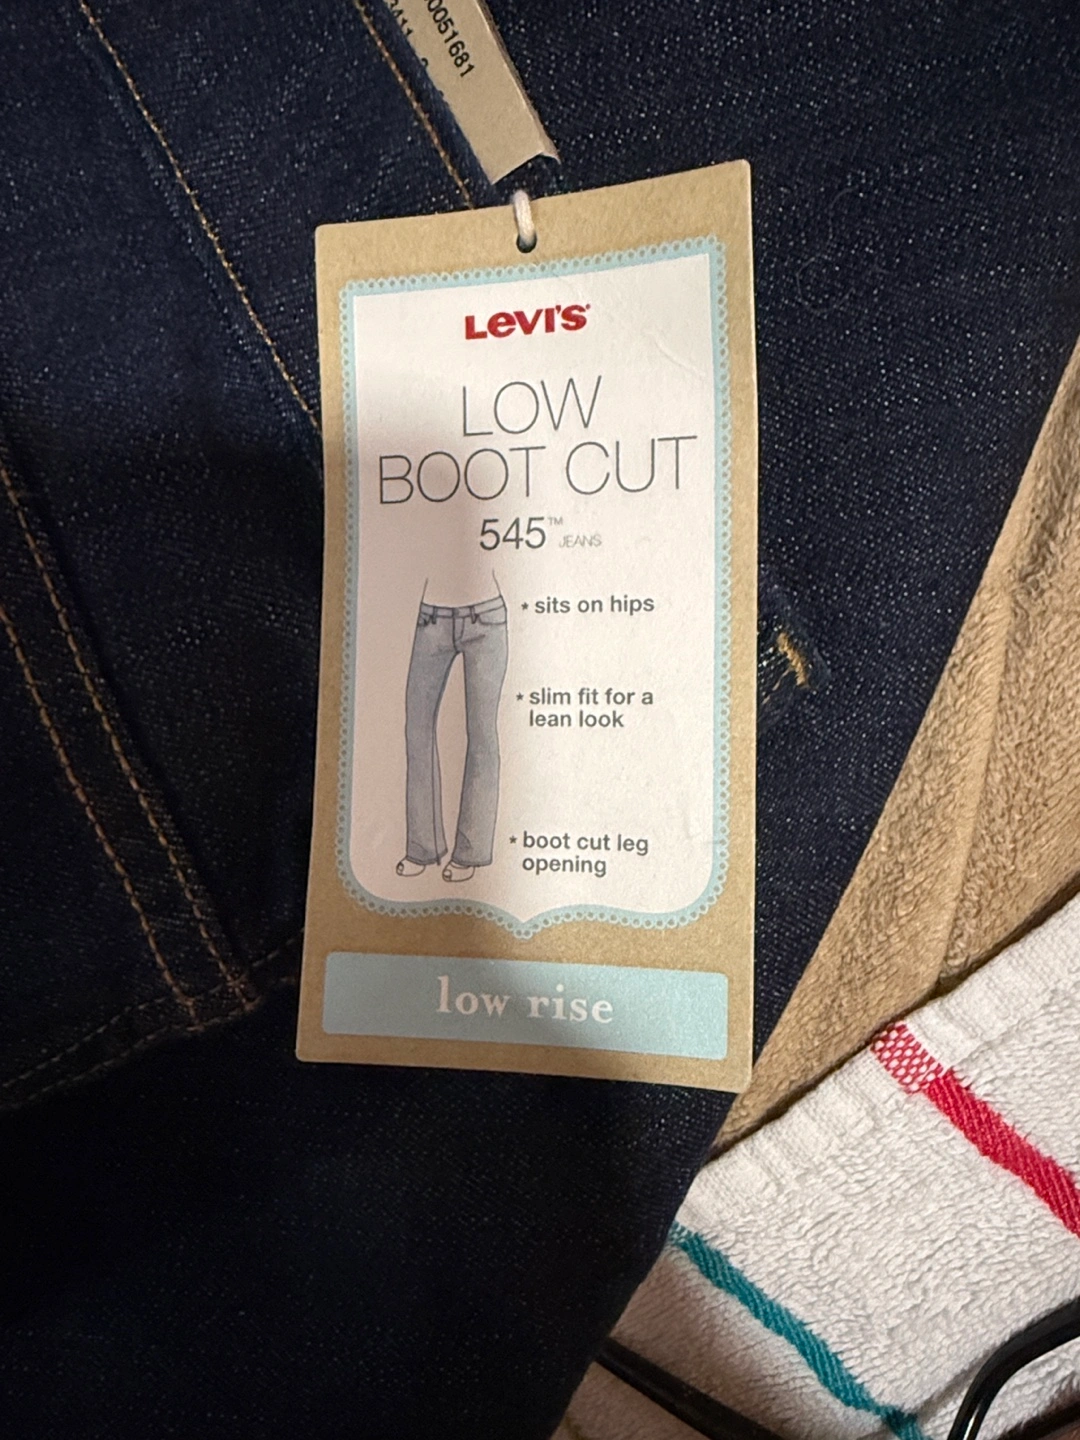 0051681
Levi's
LOW
BOOT CUT
545™ JEANS
* sits on hips
* slim fit for a
lean look
* boot cut leg
opening
low rise